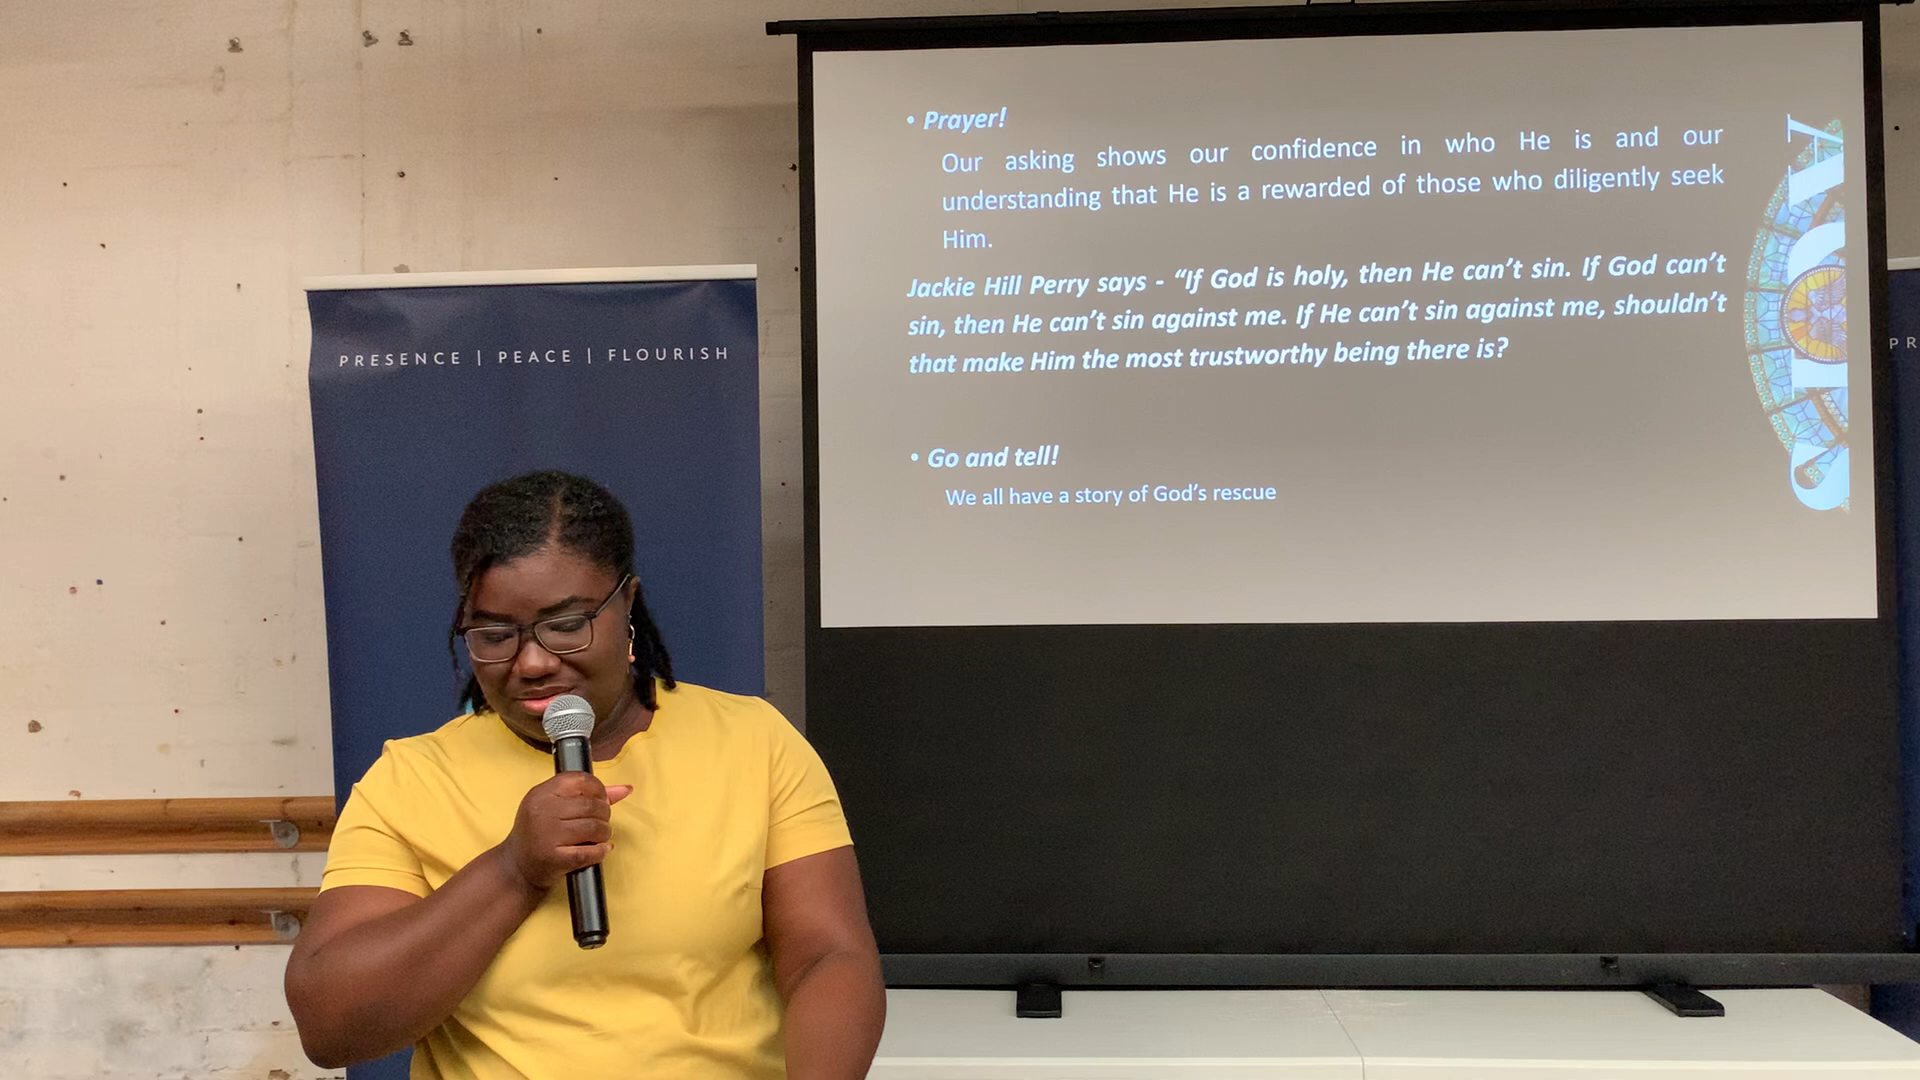 • Prayer!
Our asking shows our confidence in who He is and our
understanding that He is a rewarded of those who diligently seek
Him.
Jackie Hill Perry says - “If God is holy, then He can’t sin. If God can’t
sin, then He can’t sin against me. If He can’t sin against me, shouldn’t
that make Him the most trustworthy being there is?
• Go and tell!
We all have a story of God’s rescue
PRESENCE | PEACE | FLOURISH
PR